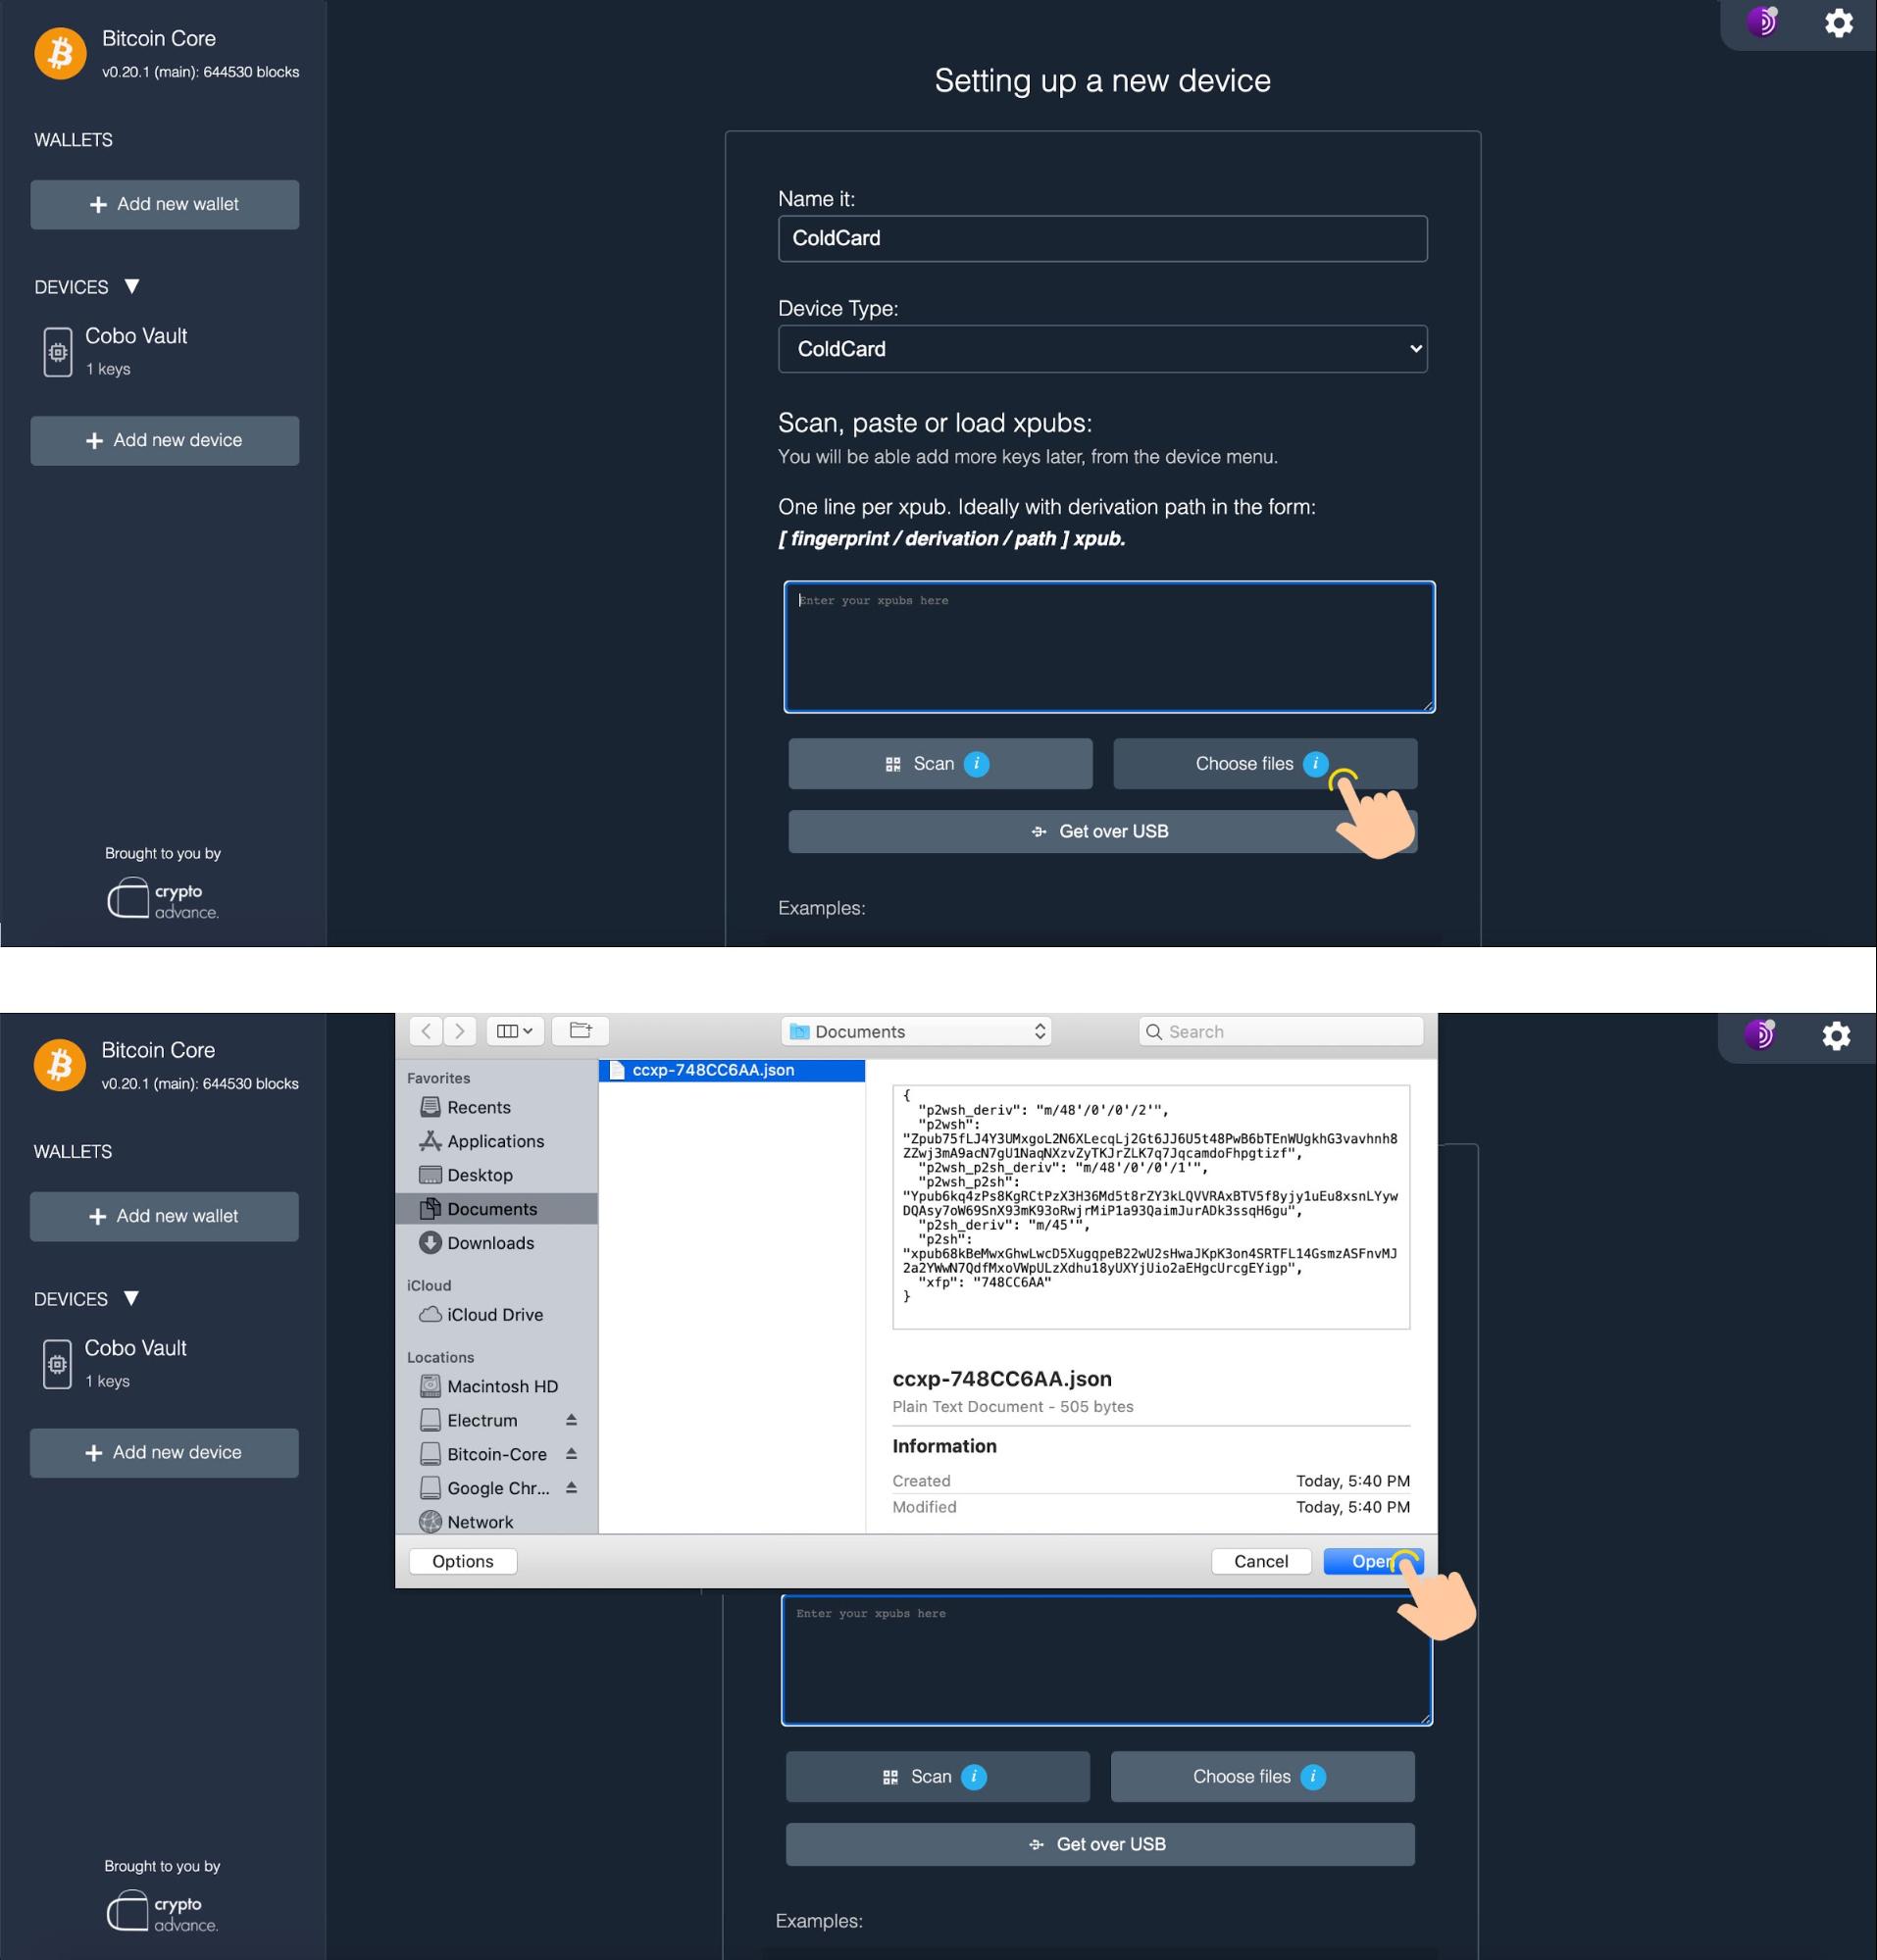 Bitcoin Core
v0.20.1 (main): 644530 blocks
WALLETS
+ Add new wallet
DEVICES ▼
Cobo Vault
1 keys
+ Add new device
Brought to you by
crypto
advance.
Setting up a new device
Name it:
ColdCard
Device Type:
ColdCard
Scan, paste or load xpubs:
You will be able add more keys later, from the device menu.
One line per xpub. Ideally with derivation path in the form:
[ fingerprint / derivation / path ] xpub.
Enter your xpubs here
Scan i
Choose files i
Get over USB
Examples:
Bitcoin Core
v0.20.1 (main): 644530 blocks
WALLETS
+ Add new wallet
DEVICES ▼
Cobo Vault
1 keys
+ Add new device
Brought to you by
crypto
advance.
Documents
Search
Favorites
Recents
Applications
Desktop
Documents
Downloads
iCloud
iCloud Drive
Locations
Macintosh HD
Electrum
Bitcoin-Core
Google Chr...
Network
ccxp-748CC6AA.json
{
"p2wsh_deriv": "m/48'/0'/0'/2'",
"p2wsh":
"Zpub75fLJ4Y3UMxgoL2N6XLecqLj2Gt6JJ6U5t48PwB6bTEnWUgkhG3vavhnh8
ZZwj3mA9acN7gU1NaqNXzvZyTKJrZLK7q7JqcamdoFhpgtizf",
"p2wsh_p2sh_deriv": "m/48'/0'/0'/1'",
"p2wsh_p2sh":
"Ypub6kq4zPs8KgRCtPzX3H36Md5t8rZY3kLQVVRAxBTV5f8yjy1uEu8xsnLYyw
DQAsy7oW69SnX93mK93oRwjrMiP1a93QaimJurADk3ssqH6gu",
"p2sh_deriv": "m/45'",
"p2sh":
"xpub68kBeMwxGhwLwcD5XugqpeB22wU2sHwaJKpK3on4SRTFL14GsmzASFnvMJ
2a2YWwN7QdfMxoVWpULzXdhu18yUXYjUio2aEHgcUrcgEYigp",
"xfp": "748CC6AA"
}
ccxp-748CC6AA.json
Plain Text Document - 505 bytes
Information
Created Today, 5:40 PM
Modified Today, 5:40 PM
Options
Cancel
Open
Enter your xpubs here
Scan i
Choose files i
Get over USB
Examples: